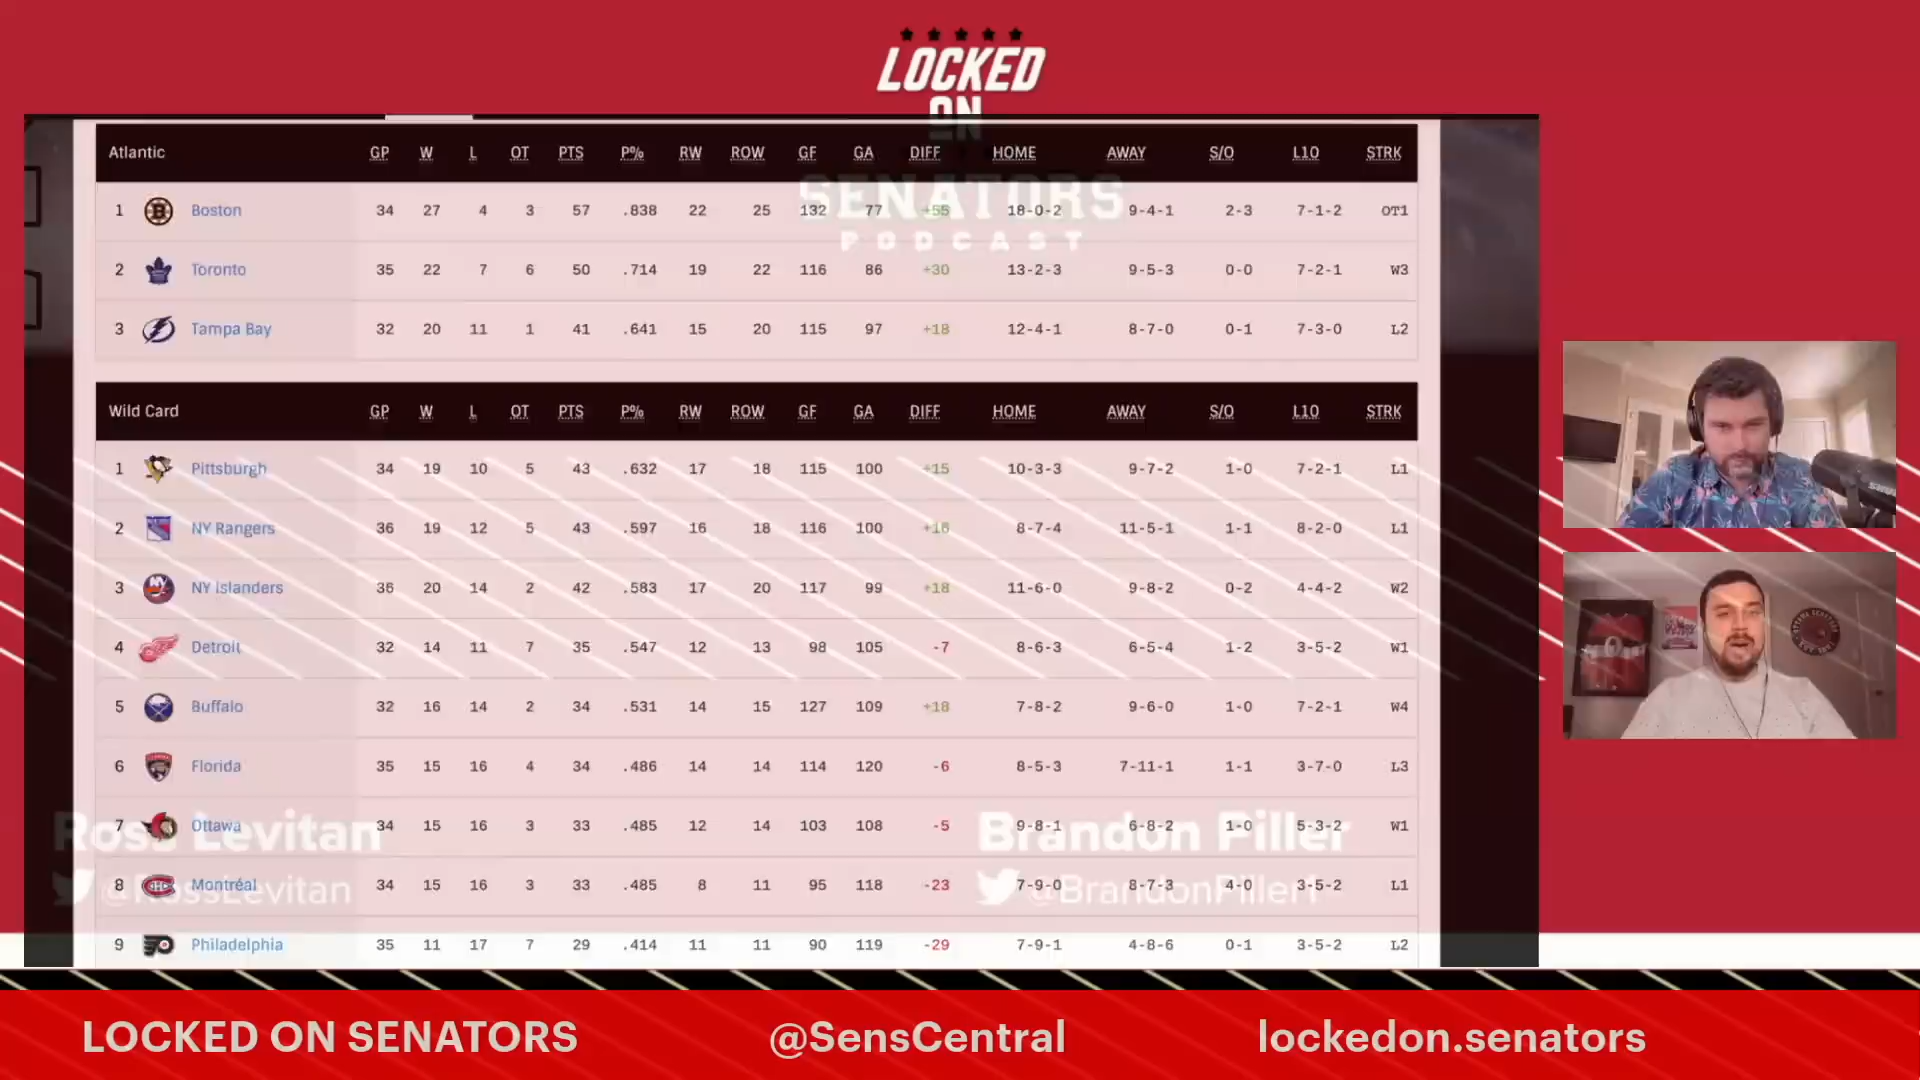 LOCKED
ON
SENATORS
PODCAST
Atlantic GP W L OT PTS P% RW ROW GF GA DIFF HOME AWAY S/O L10 STRK
1 Boston 34 27 4 3 57 .838 22 25 132 77 +55 18-0-2 9-4-1 2-3 7-1-2 OT1
2 Toronto 35 22 7 6 50 .714 19 22 116 86 +30 13-2-3 9-5-3 0-0 7-2-1 W3
3 Tampa Bay 32 20 11 1 41 .641 15 20 115 97 +18 12-4-1 8-7-0 0-1 7-3-0 L2
Wild Card GP W L OT PTS P% RW ROW GF GA DIFF HOME AWAY S/O L10 STRK
1 Pittsburgh 34 19 10 5 43 .632 17 18 115 100 +15 10-3-3 9-7-2 1-0 7-2-1 L1
2 NY Rangers 36 19 12 5 43 .597 16 18 116 100 +16 8-7-4 11-5-1 1-1 8-2-0 L1
3 NY Islanders 36 20 14 2 42 .583 17 20 117 99 +18 11-6-0 9-8-2 0-2 4-4-2 W2
4 Detroit 32 14 11 7 35 .547 12 13 98 105 -7 8-6-3 6-5-4 1-2 3-5-2 W1
5 Buffalo 32 16 14 2 34 .531 14 15 127 109 +18 7-8-2 9-6-0 1-0 7-2-1 W4
6 Florida 35 15 16 4 34 .486 14 14 114 120 -6 8-5-3 7-11-1 1-1 3-7-0 L3
7 Ottawa 34 15 16 3 33 .485 12 14 103 108 -5 9-8-1 6-8-2 1-0 5-3-2 W1
8 Montréal 34 15 16 3 33 .485 8 11 95 118 -23 7-9-0 8-7-3 4-0 3-5-2 L1
9 Philadelphia 35 11 17 7 29 .414 11 11 90 119 -29 7-9-1 4-8-6 0-1 3-5-2 L2
Ross Levitan
@RossLevitan
Brandon Piller
@BrandonPiller1
LOCKED ON SENATORS @SensCentral lockedon.senators